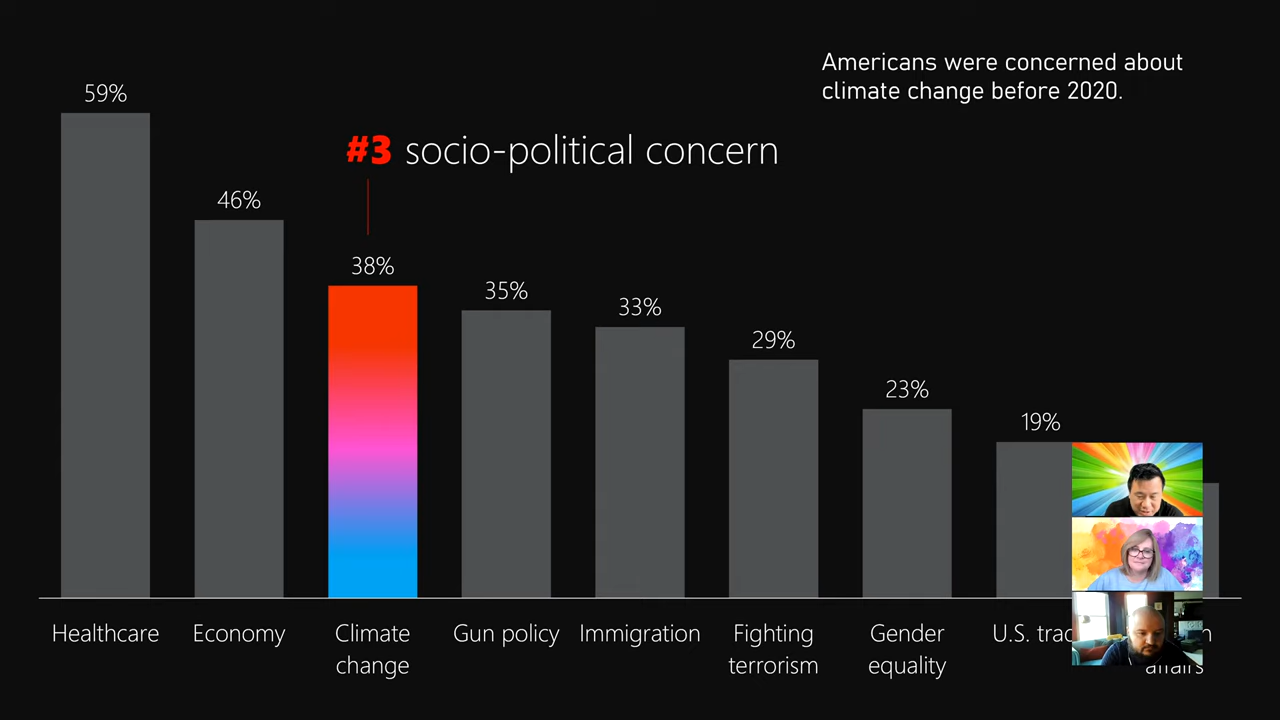 Americans were concerned about
climate change before 2020.
#3 socio-political concern
59%
46%
38%
35%
33%
29%
23%
19%
Healthcare
Economy
Climate
change
Gun policy
Immigration
Fighting
terrorism
Gender
equality
U.S.
affairs